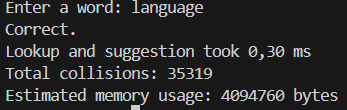 Enter a word: language
Correct.
Lookup and suggestion took 0,30 ms
Total collisions: 35319
Estimated memory usage: 4094760 bytes